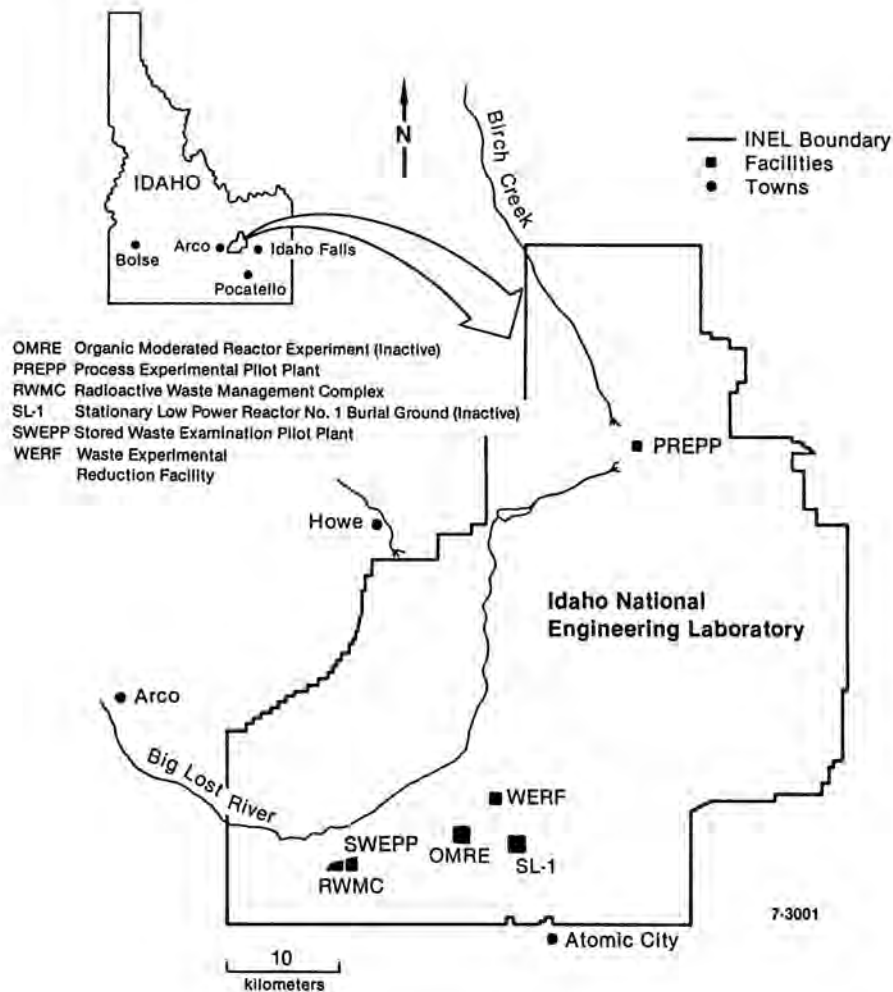 IDAHO
Boise
Arco
Idaho Falls
Pocatello
N
Birch Creek
INEL Boundary
Facilities
Towns
OMRE Organic Moderated Reactor Experiment (Inactive)
PREPP Process Experimental Pilot Plant
RWMC Radioactive Waste Management Complex
SL-1 Stationary Low Power Reactor No. 1 Burial Ground (Inactive)
SWEPP Stored Waste Examination Pilot Plant
WERF Waste Experimental
Reduction Facility
PREPP
Howe
Idaho National
Engineering Laboratory
Arco
Big Lost River
WERF
SWEPP
OMRE
SL-1
RWMC
7-3001
Atomic City
10
kilometers